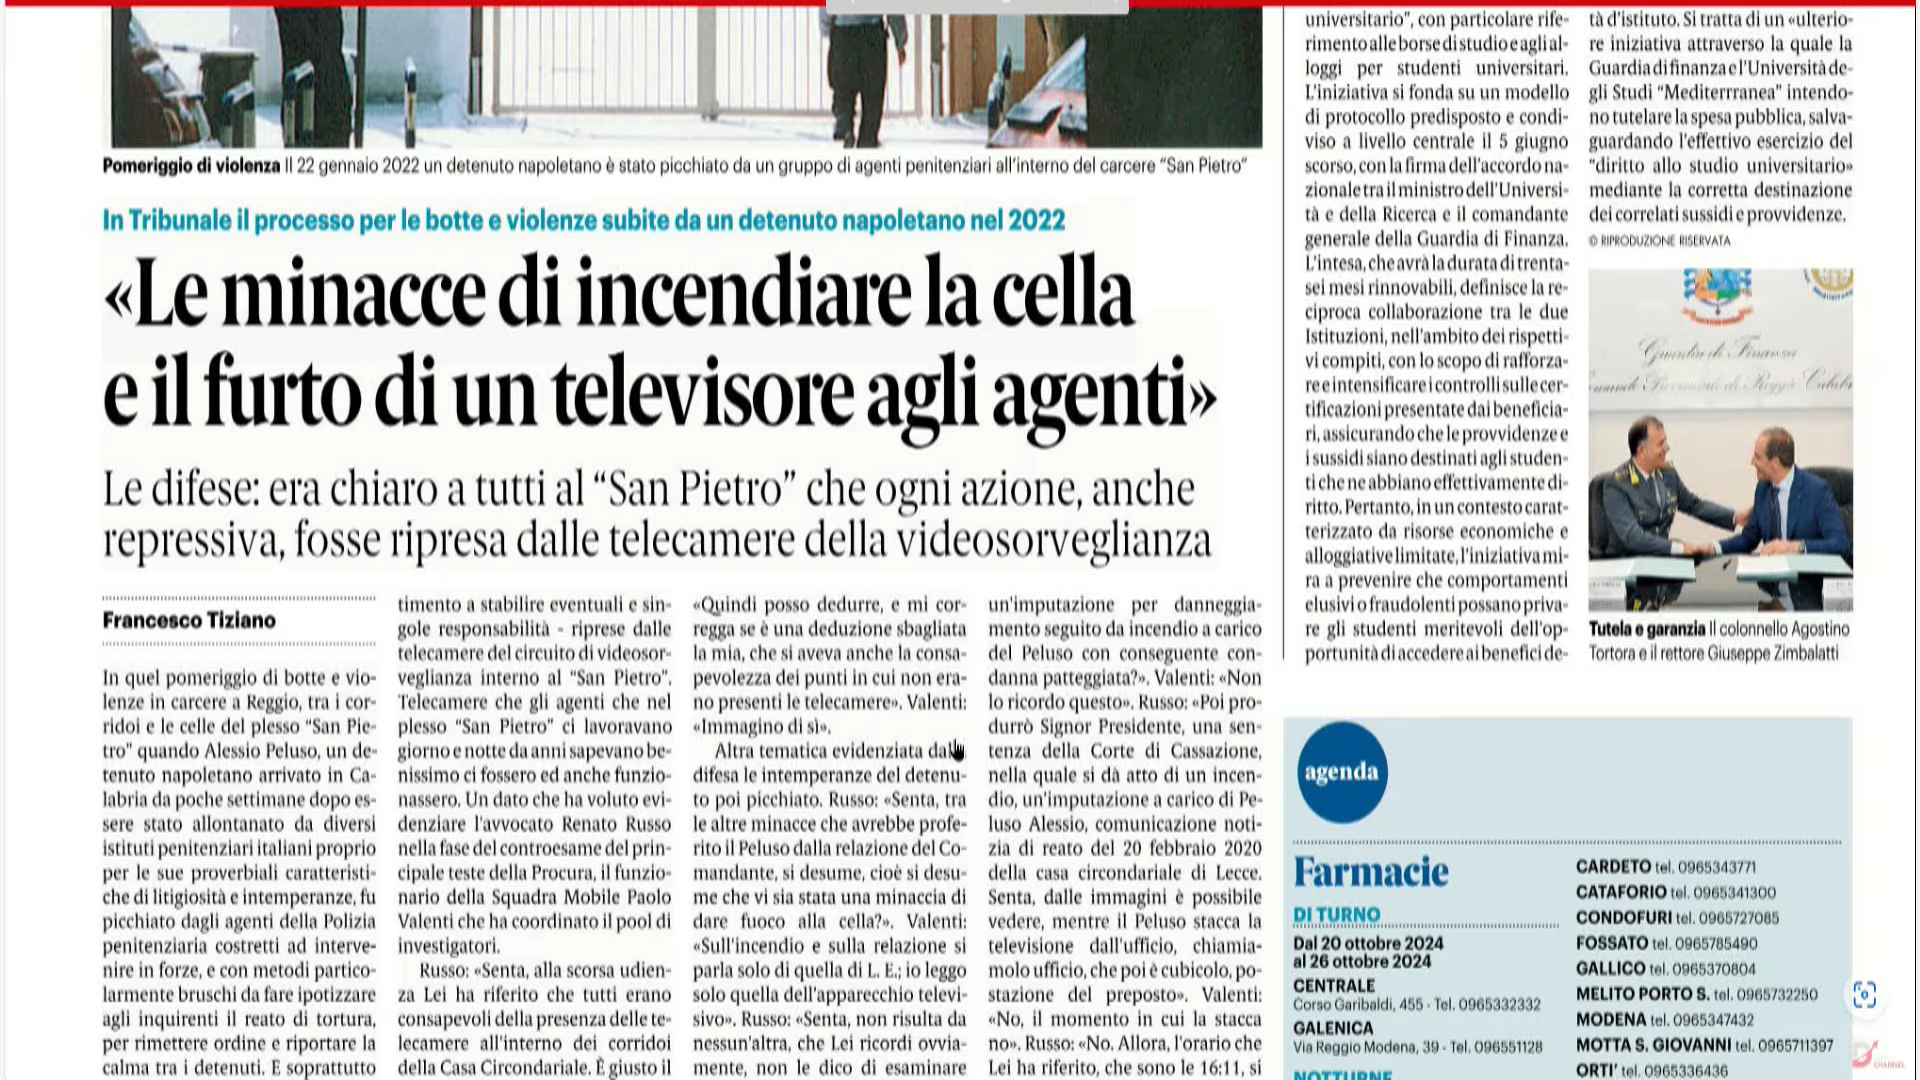 Pomeriggio di violenza Il 22 gennaio 2022 un detenuto napoletano è stato picchiato da un gruppo di agenti penitenziari all'interno del carcere “San Pietro”
In Tribunale il processo per le botte e violenze subite da un detenuto napoletano nel 2022
«Le minacce di incendiare la cella
e il furto di un televisore agli agenti»
Le difese: era chiaro a tutti al “San Pietro” che ogni azione, anche
repressiva, fosse ripresa dalle telecamere della videosorveglianza
Francesco Tiziano
In quel pomeriggio di botte e vio-
lenze in carcere a Reggio, tra i cor-
ridoi e le celle del plesso “San Pie-
tro” quando Alessio Peluso, un de-
tenuto napoletano arrivato in Ca-
labria da poche settimane dopo es-
sere stato allontanato da diversi
istituti penitenziari italiani proprio
per le sue proverbiali caratteristi-
che di litigiosità e intemperanze, fu
picchiato dagli agenti della Polizia
penitenziaria costretti ad interve-
nire in forze, e con metodi partico-
larmente bruschi da fare ipotizzare
agli inquirenti il reato di tortura,
per rimettere ordine e riportare la
calma tra i detenuti. E soprattutto
timento a stabilire eventuali e sin-
gole responsabilità - riprese dalle
telecamere del circuito di videosor-
veglianza interno al “San Pietro”.
Telecamere che gli agenti che nel
plesso “San Pietro” ci lavoravano
giorno e notte da anni sapevano be-
nissimo ci fossero ed anche funzio-
nassero. Un dato che ha voluto evi-
denziare l'avvocato Renato Russo
nella fase del controesame del prin-
cipale teste della Procura, il funzio-
nario della Squadra Mobile Paolo
Valenti che ha coordinato il pool di
investigatori.
Russo: «Senta, alla scorsa udien-
za Lei ha riferito che tutti erano
consapevoli della presenza delle te-
lecamere all'interno dei corridoi
della Casa Circondariale. È giusto il
«Quindi posso dedurre, e mi cor-
regga se è una deduzione sbagliata
la mia, che si aveva anche la consa-
pevolezza dei punti in cui non era-
no presenti le telecamere». Valenti:
«Immagino di sì».
Altra tematica evidenziata dalla
difesa le intemperanze del detenu-
to poi picchiato. Russo: «Senta, tra
le altre minacce che avrebbe profe-
rito il Peluso dalla relazione del Co-
mandante, si desume, cioè si desu-
me che vi sia stata una minaccia di
dare fuoco alla cella?». Valenti:
«Sull'incendio e sulla relazione si
parla solo di quella di L. E.; io leggo
solo quella dell'apparecchio televi-
sivo». Russo: «Senta, non risulta da
nessun'altra, che Lei ricordi ovvia-
mente, non le dico di esaminare
un'imputazione per danneggia-
mento seguito da incendio a carico
del Peluso con conseguente con-
danna patteggiata?». Valenti: «Non
lo ricordo questo». Russo: «Poi pro-
durrò Signor Presidente, una sen-
tenza della Corte di Cassazione,
nella quale si dà atto di un incen-
dio, un'imputazione a carico di Pe-
luso Alessio, comunicazione noti-
zia di reato del 20 febbraio 2020
della casa circondariale di Lecce.
Senta, dalle immagini è possibile
vedere, mentre il Peluso stacca la
televisione dall'ufficio, chiamia-
molo ufficio, che poi è cubicolo, po-
stazione del preposto». Valenti:
«No, il momento in cui la stacca
no». Russo: «No. Allora, l'orario che
Lei ha riferito, che sono le 16:11, si
universitario”, con particolare rife-
rimento alle borse di studio e agli al-
loggi per studenti universitari.
L'iniziativa si fonda su un modello
di protocollo predisposto e condi-
viso a livello centrale il 5 giugno
scorso, con la firma dell'accordo na-
zionale tra il ministro dell'Universi-
tà e della Ricerca e il comandante
generale della Guardia di Finanza.
L'intesa, che avrà la durata di trenta-
sei mesi rinnovabili, definisce la re-
ciproca collaborazione tra le due
Istituzioni, nell'ambito dei rispetti-
vi compiti, con lo scopo di rafforza-
re e intensificare i controlli sulle cer-
tificazioni presentate dai beneficia-
ri, assicurando che le provvidenze e
i sussidi siano destinati agli studen-
ti che ne abbiano effettivamente di-
ritto. Pertanto, in un contesto carat-
terizzato da risorse economiche e
alloggiative limitate, l'iniziativa mi-
ra a prevenire che comportamenti
elusivi o fraudolenti possano priva-
re gli studenti meritevoli dell'op-
portunità di accedere ai benefici de-
tà d'istituto. Si tratta di un «ulterio-
re iniziativa attraverso la quale la
Guardia di finanza e l'Università de-
gli Studi “Mediterrranea” intendo-
no tutelare la spesa pubblica, salva-
guardando l'effettivo esercizio del
“diritto allo studio universitario»
mediante la corretta destinazione
dei correlati sussidi e provvidenze.
© RIPRODUZIONE RISERVATA
Guardia di Finanza
Tutela e garanzia Il colonnello Agostino
Tortora e il rettore Giuseppe Zimbalatti
agenda
Farmacie
DI TURNO
Dal 20 ottobre 2024
al 26 ottobre 2024
CENTRALE
Corso Garibaldi, 455 - Tel. 0965332332
GALENICA
Via Reggio Modena, 39 - Tel. 096551128
NOTTURNE
CARDETO tel. 0965343771
CATAFORIO tel. 0965341300
CONDOFURI tel. 0965727085
FOSSATO tel. 0965785490
GALLICO tel. 0965370804
MELITO PORTO S. tel. 0965732250
MODENA tel. 0965347432
MOTTA S. GIOVANNI tel. 0965711397
ORTI' tel. 0965336436
CHANNEL